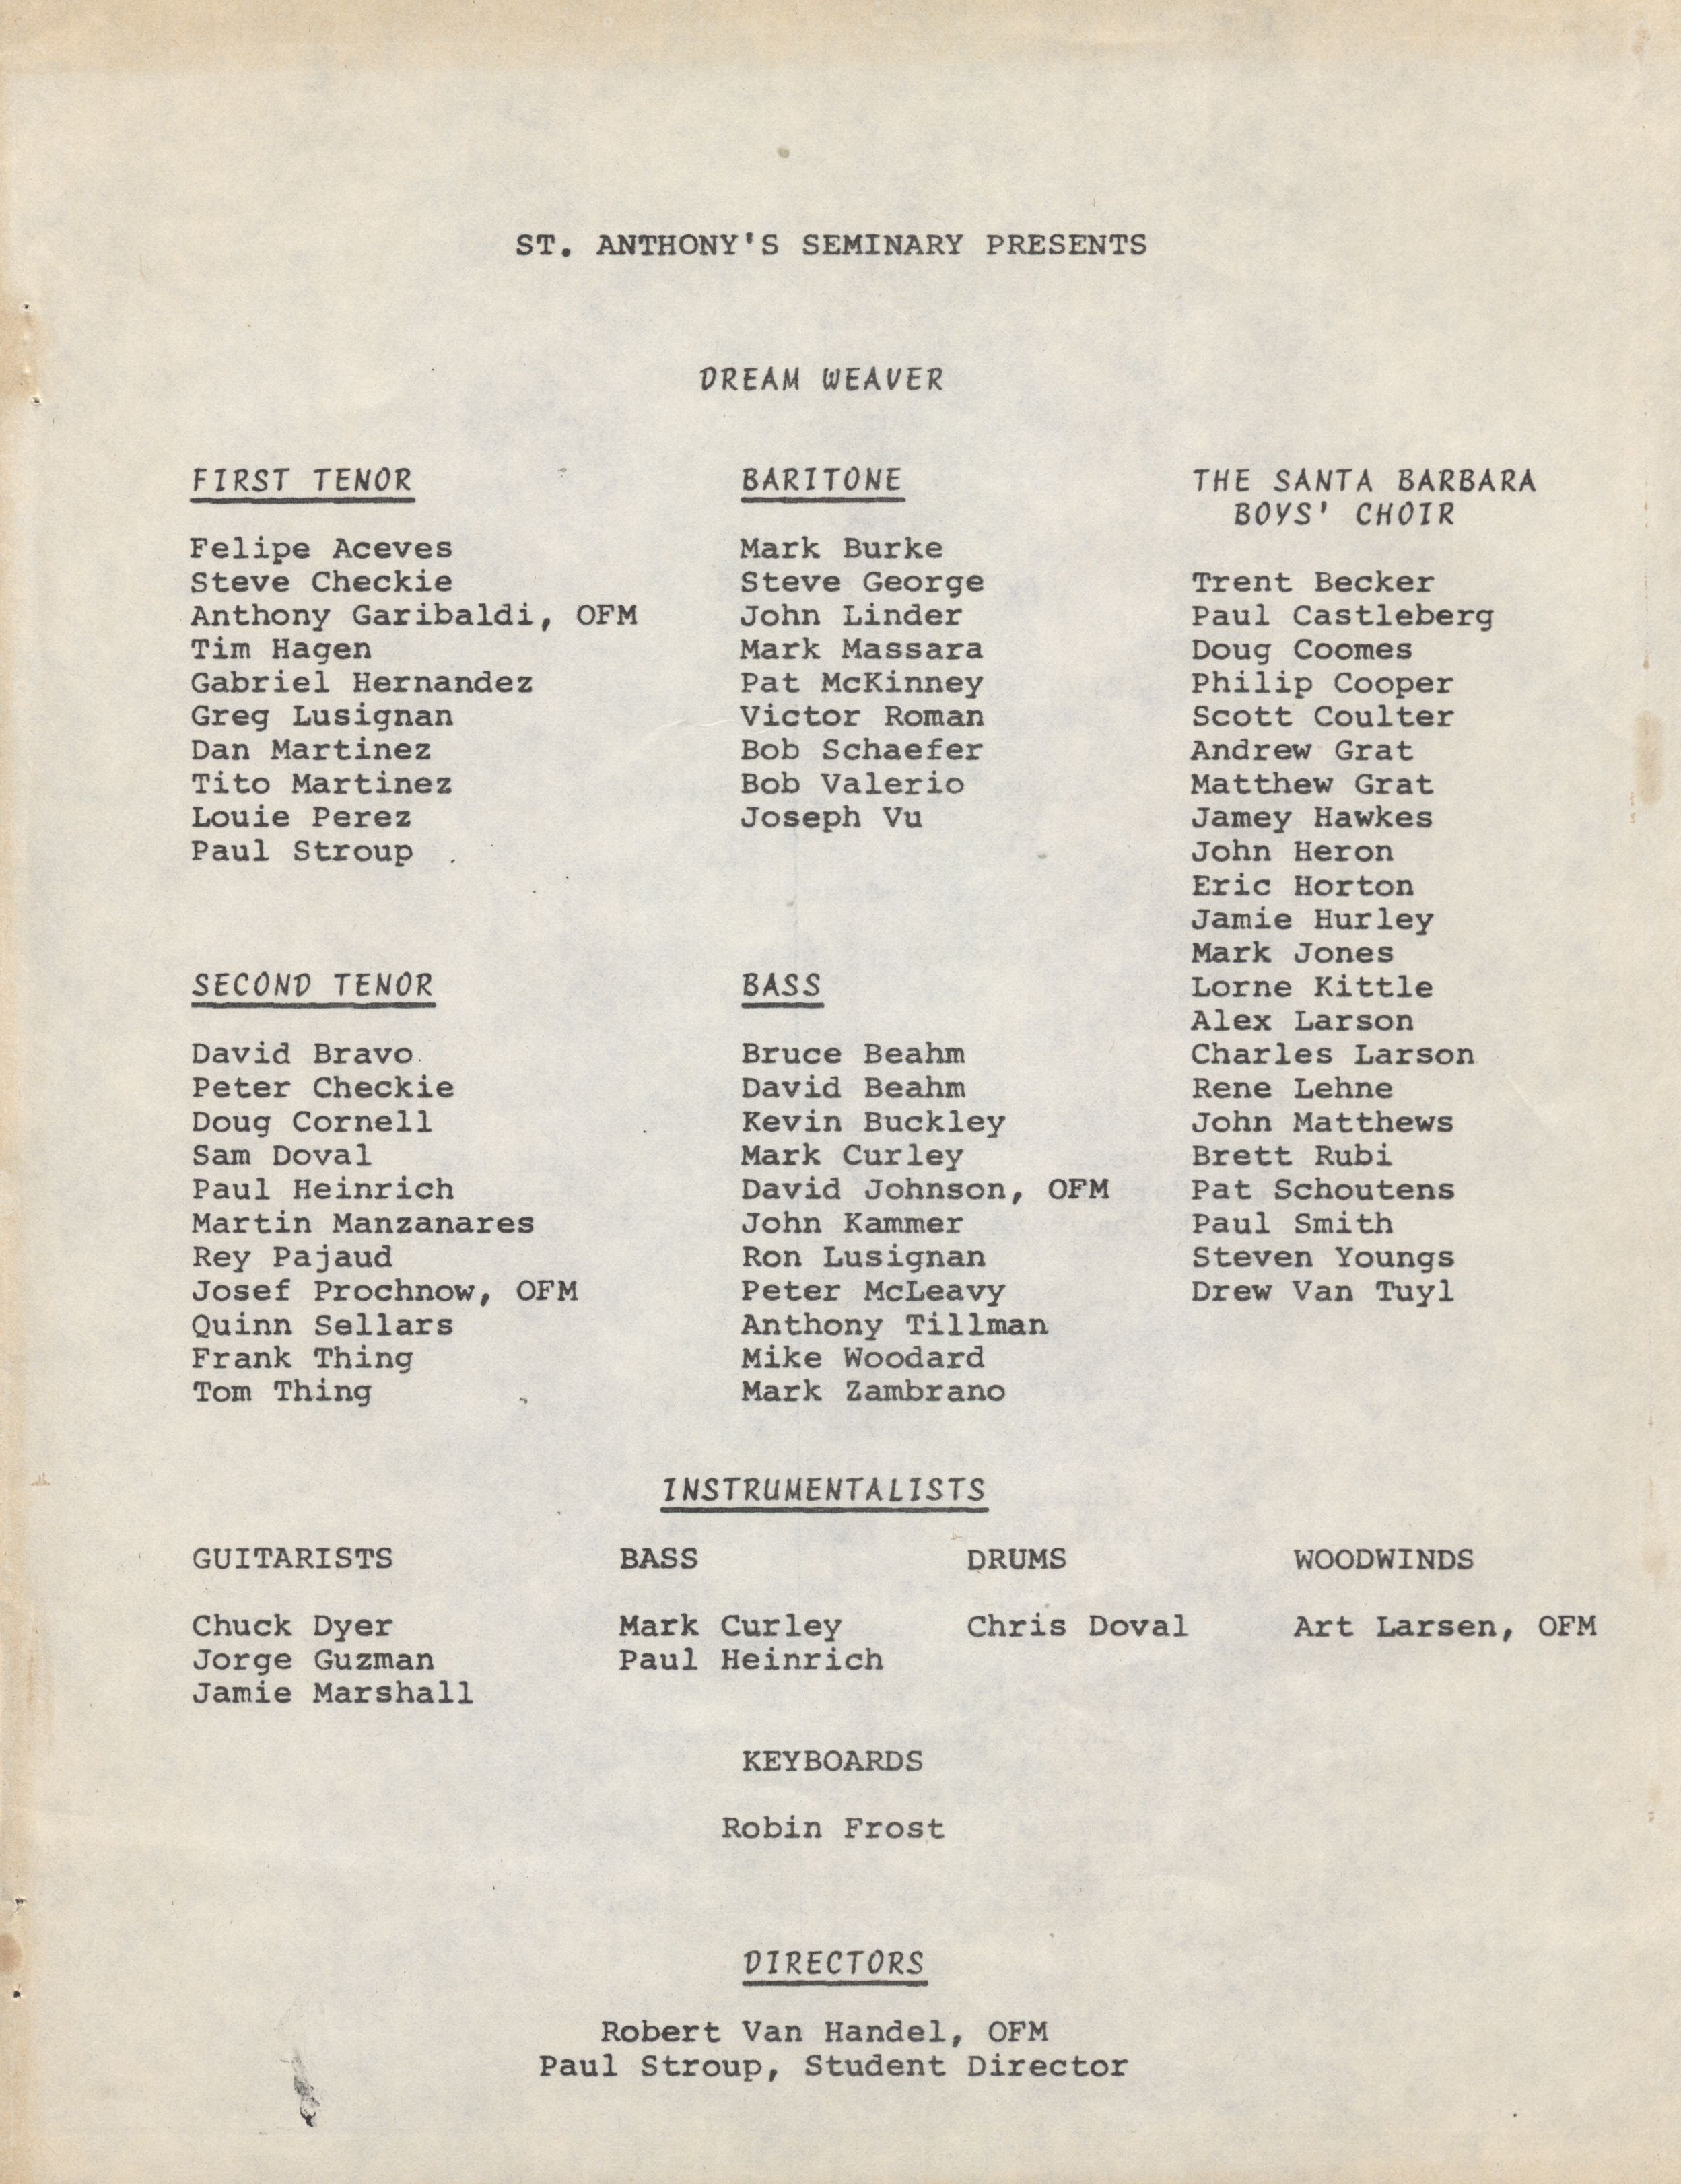 ST. ANTHONY'S SEMINARY PRESENTS
DREAM WEAVER
FIRST TENOR
Felipe Aceves
Steve Checkie
Anthony Garibaldi, OFM
Tim Hagen
Gabriel Hernandez
Greg Lusignan
Dan Martinez
Tito Martinez
Louie Perez
Paul Stroup
SECOND TENOR
David Bravo
Peter Checkie
Doug Cornell
Sam Doval
Paul Heinrich
Martin Manzanares
Rey Pajaud
Josef Prochnow, OFM
Quinn Sellars
Frank Thing
Tom Thing
BARITONE
Mark Burke
Steve George
John Linder
Mark Massara
Pat McKinney
Victor Roman
Bob Schaefer
Bob Valerio
Joseph Vu
BASS
Bruce Beahm
David Beahm
Kevin Buckley
Mark Curley
David Johnson, OFM
John Kammer
Ron Lusignan
Peter McLeavy
Anthony Tillman
Mike Woodard
Mark Zambrano
THE SANTA BARBARA
BOYS' CHOIR
Trent Becker
Paul Castleberg
Doug Coomes
Philip Cooper
Scott Coulter
Andrew Grat
Matthew Grat
Jamey Hawkes
John Heron
Eric Horton
Jamie Hurley
Mark Jones
Lorne Kittle
Alex Larson
Charles Larson
Rene Lehne
John Matthews
Brett Rubi
Pat Schoutens
Paul Smith
Steven Youngs
Drew Van Tuyl
INSTRUMENTALISTS
GUITARISTS
Chuck Dyer
Jorge Guzman
Jamie Marshall
BASS
Mark Curley
Paul Heinrich
DRUMS
Chris Doval
WOODWINDS
Art Larsen, OFM
KEYBOARDS
Robin Frost
DIRECTORS
Robert Van Handel, OFM
Paul Stroup, Student Director